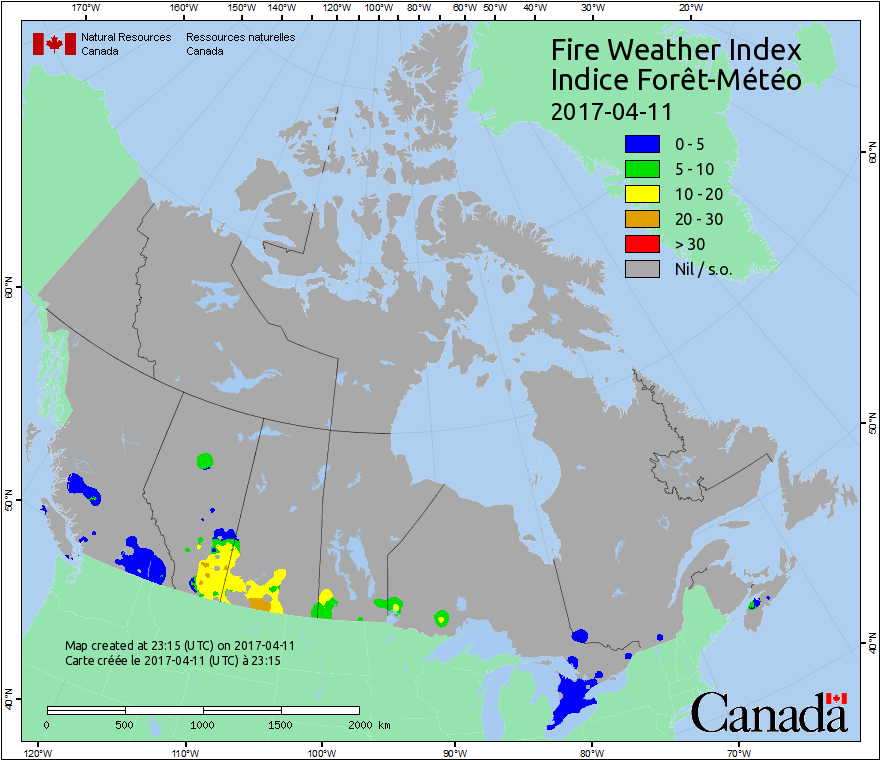 170°W 160°W 150°W 140°W 130°W 120°W 110°W 100°W 90°W 80°W 70°W 60°W 50°W 40°W 30°W 20°W
Natural Resources Ressources naturelles
Canada Canada
Fire Weather Index
Indice Forêt-Météo
2017-04-11
0 - 5
5 - 10
10 - 20
20 - 30
> 30
Nil / s.o.
60°N
60°N
50°N
50°N
40°N
40°N
Map created at 23:15 (UTC) on 2017-04-11
Carte créée le 2017-04-11 (UTC) à 23:15
0 500 1000 1500 2000 km
Canada
120°W 110°W 100°W 90°W 80°W 70°W